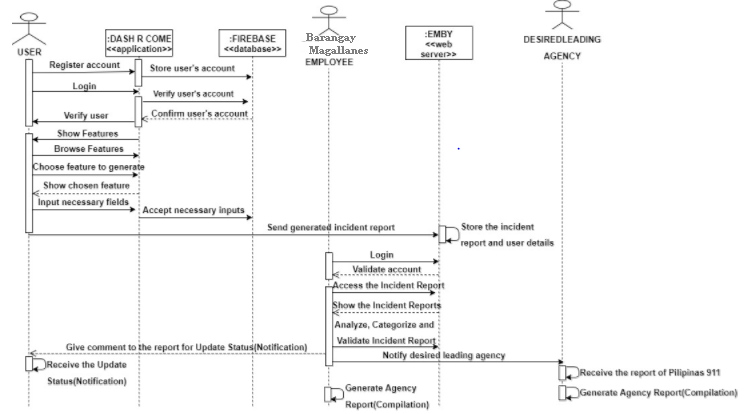 USER
:DASH R COME
<<application>>
:FIREBASE
<<database>>
Barangay
Magallanes
EMPLOYEE
:EMBY
<<web
server>>
DESIREDLEADING
AGENCY
Register account
Store user's account
Login
Verify user's account
Verify user
Confirm user's account
Show Features
Browse Features
Choose feature to generate
Show chosen feature
Input necessary fields
Accept necessary inputs
Send generated incident report
Store the incident
report and user details
Login
Validate account
Access the Incident Report
Show the Incident Reports
Analyze, Categorize and
Validate Incident Report
Give comment to the report for Update Status(Notification)
Notify desired leading agency
Receive the Update
Status(Notification)
Receive the report of Pilipinas 911
Generate Agency
Report(Compilation)
Generate Agency Report(Compilation)